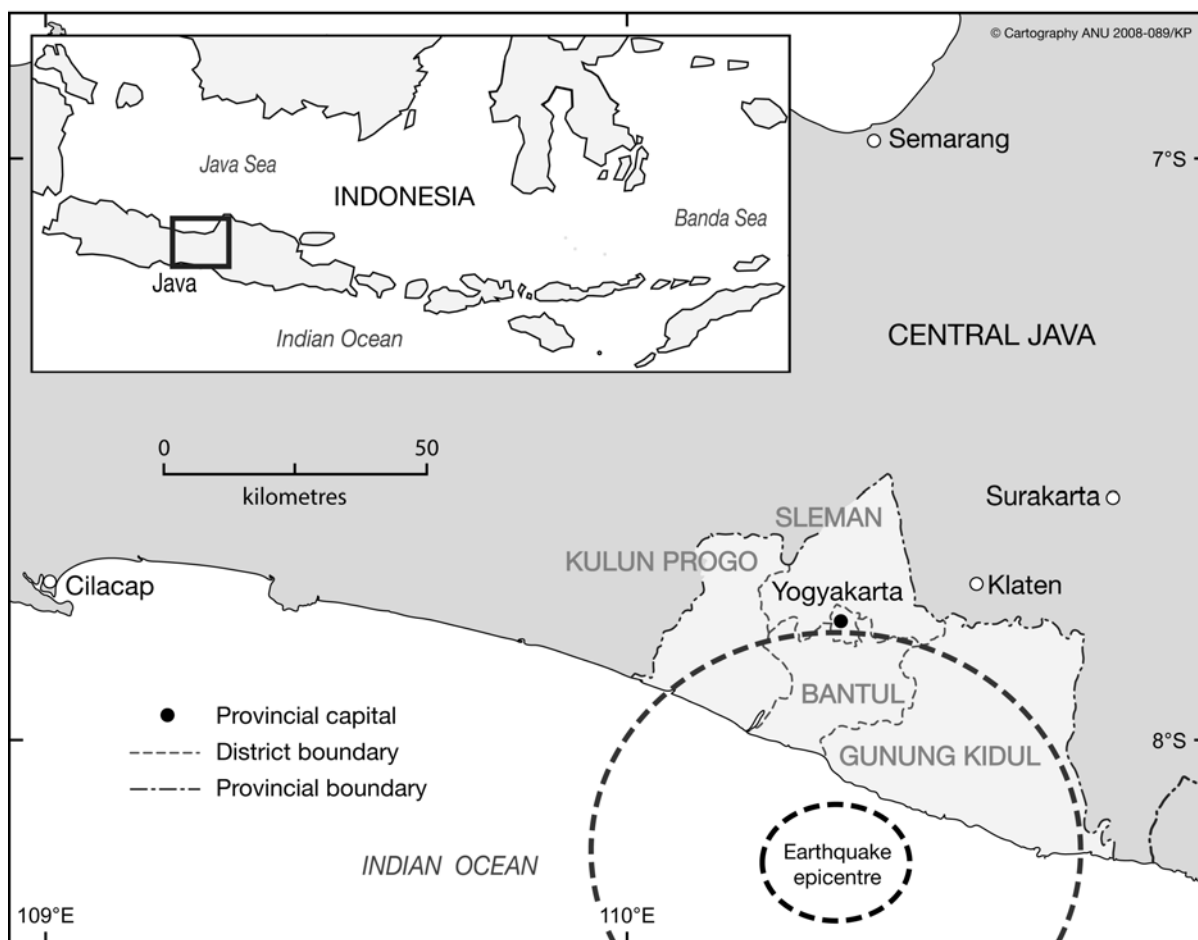 © Cartography ANU 2008-089/KP
Semarang
7°S
Java Sea
INDONESIA
Banda Sea
Java
Indian Ocean
CENTRAL JAVA
0 50
kilometres
Surakarta
SLEMAN
KULUN PROGO
Cilacap
Yogyakarta
Klaten
BANTUL
Provincial capital
District boundary
Provincial boundary
8°S
GUNUNG KIDUL
Earthquake
epicentre
INDIAN OCEAN
109°E
110°E